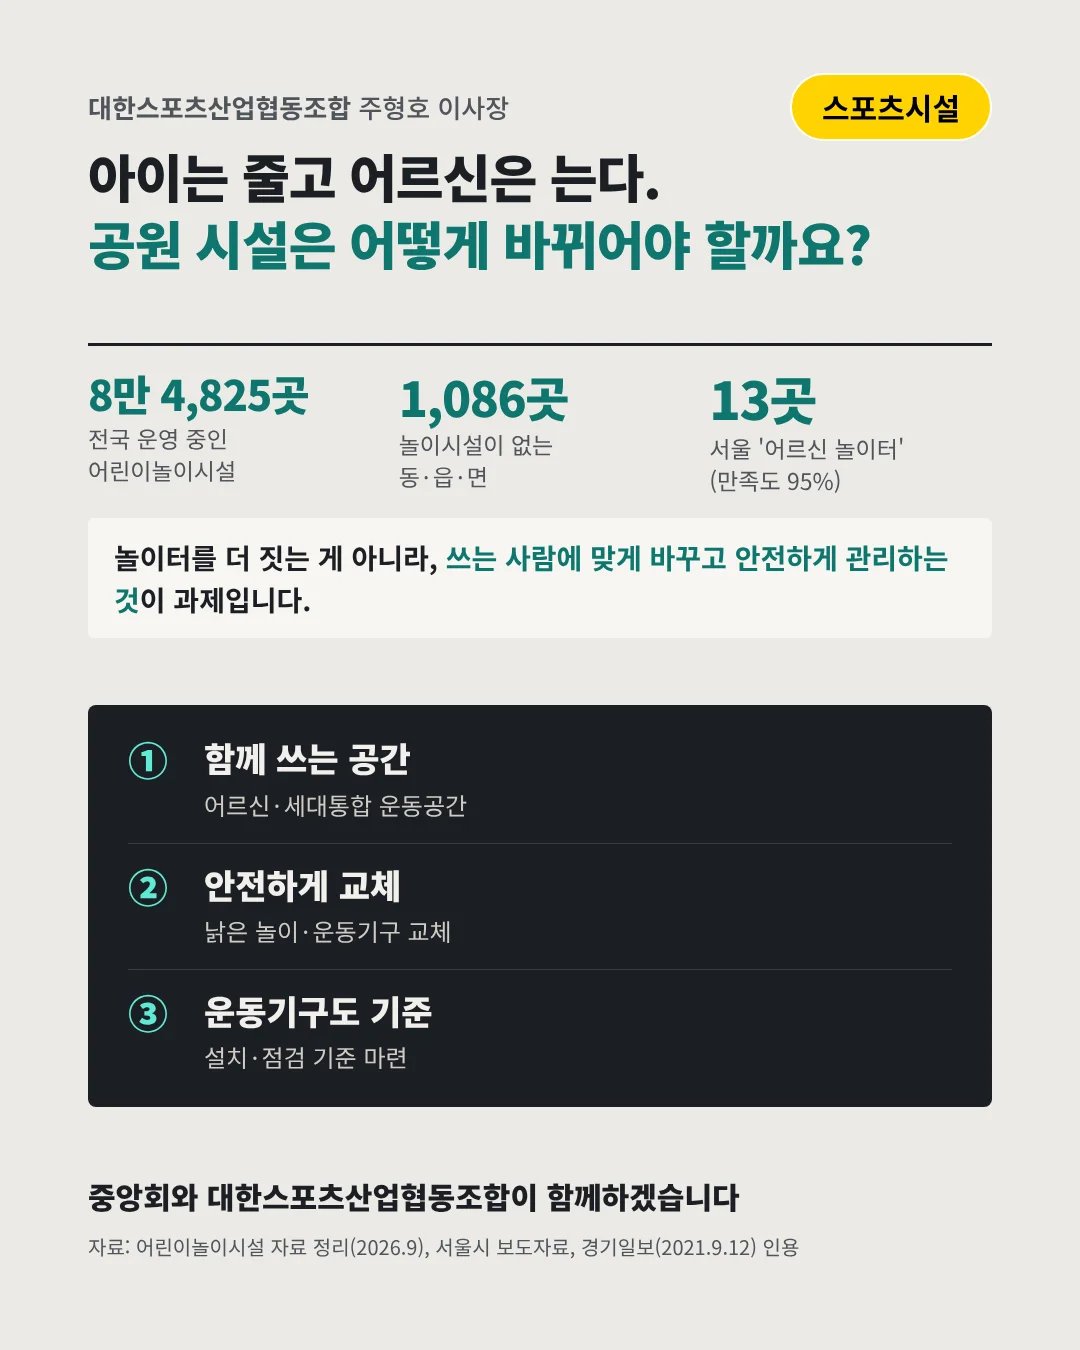 대한스포츠산업협동조합 주형호 이사장
스포츠시설
아이는 줄고 어르신은 는다.
공원 시설은 어떻게 바뀌어야 할까요?
8만 4,825곳
전국 운영 중인
어린이놀이시설
1,086곳
놀이시설이 없는
동·읍·면
13곳
서울 '어르신 놀이터'
(만족도 95%)
놀이터를 더 짓는 게 아니라, 쓰는 사람에 맞게 바꾸고 안전하게 관리하는
것이 과제입니다.
① 함께 쓰는 공간
어르신·세대통합 운동공간
② 안전하게 교체
낡은 놀이·운동기구 교체
③ 운동기구도 기준
설치·점검 기준 마련
중앙회와 대한스포츠산업협동조합이 함께하겠습니다
자료: 어린이놀이시설 자료 정리(2026.9), 서울시 보도자료, 경기일보(2021.9.12) 인용